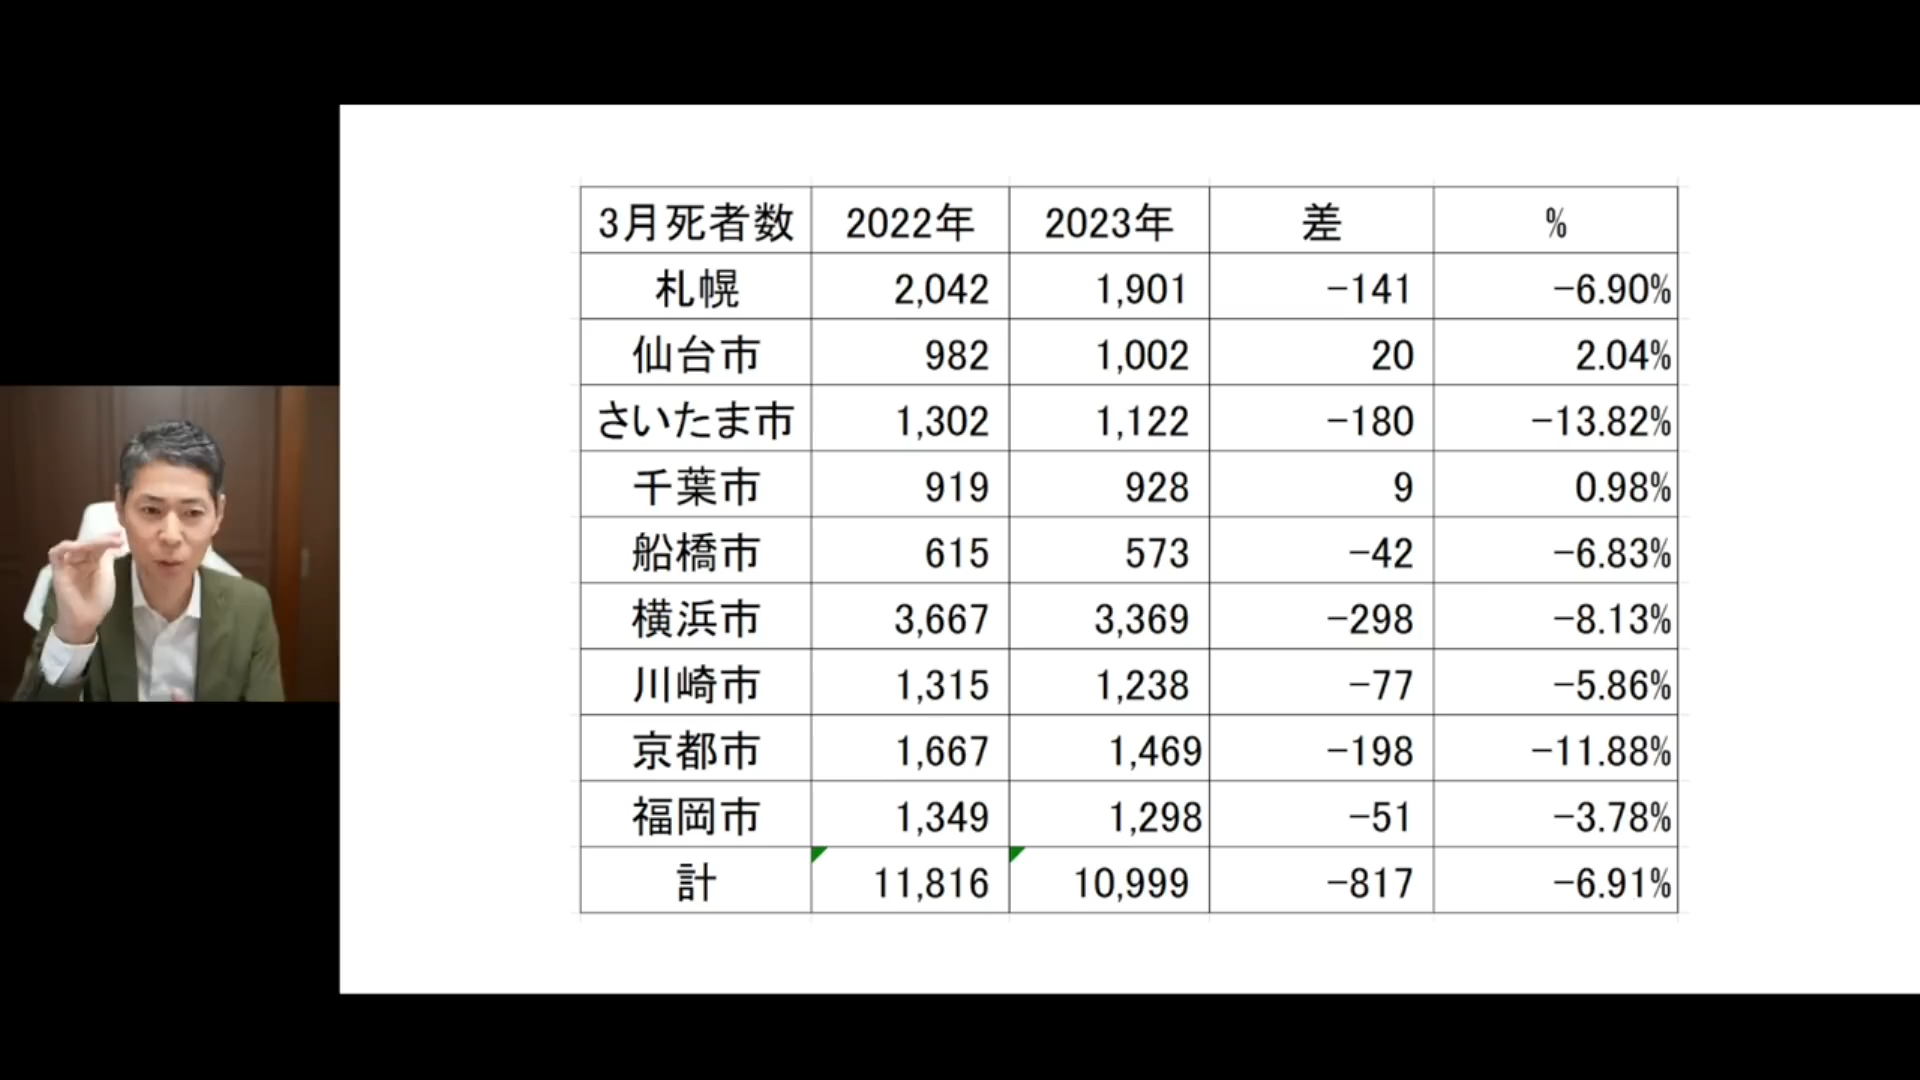 3月死者数 2022年 2023年 差 %
札幌 2,042 1,901 -141 -6.90%
仙台市 982 1,002 20 2.04%
さいたま市 1,302 1,122 -180 -13.82%
千葉市 919 928 9 0.98%
船橋市 615 573 -42 -6.83%
横浜市 3,667 3,369 -298 -8.13%
川崎市 1,315 1,238 -77 -5.86%
京都市 1,667 1,469 -198 -11.88%
福岡市 1,349 1,298 -51 -3.78%
計 11,816 10,999 -817 -6.91%